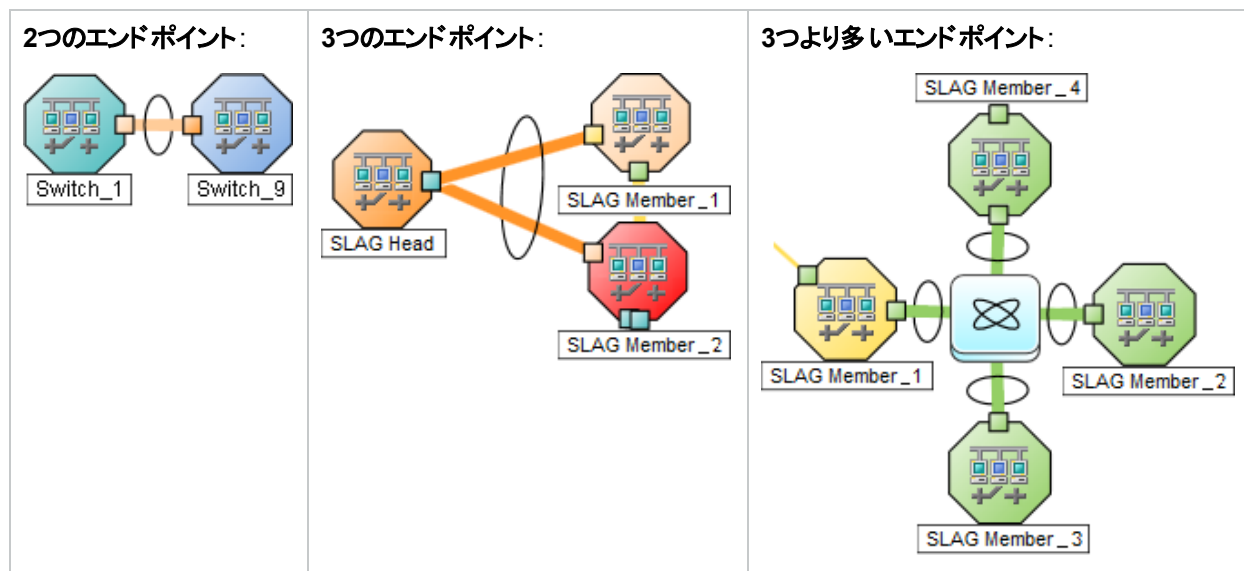 2つのエンドポイント:
Switch_1
Switch_9
3つのエンドポイント:
SLAG Head
SLAG Member_1
SLAG Member_2
3つより多いエンドポイント:
SLAG Member_4
SLAG Member_1
SLAG Member_2
SLAG Member_3